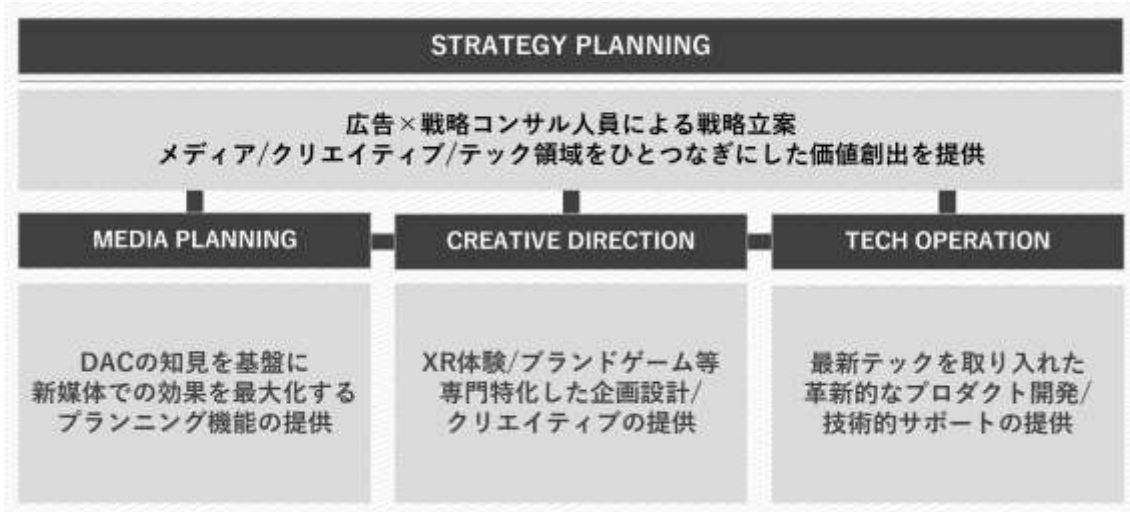 STRATEGY PLANNING
広告×戦略コンサル人員による戦略立案
メディア/クリエイティブ/テック領域をひとつなぎにした価値創出を提供
MEDIA PLANNING
CREATIVE DIRECTION
TECH OPERATION
DACの知見を基盤に
新媒体での効果を最大化する
プランニング機能の提供
XR体験/ブランドゲーム等
専門特化した企画設計/
クリエイティブの提供
最新テックを取り入れた
革新的なプロダクト開発/
技術的サポートの提供